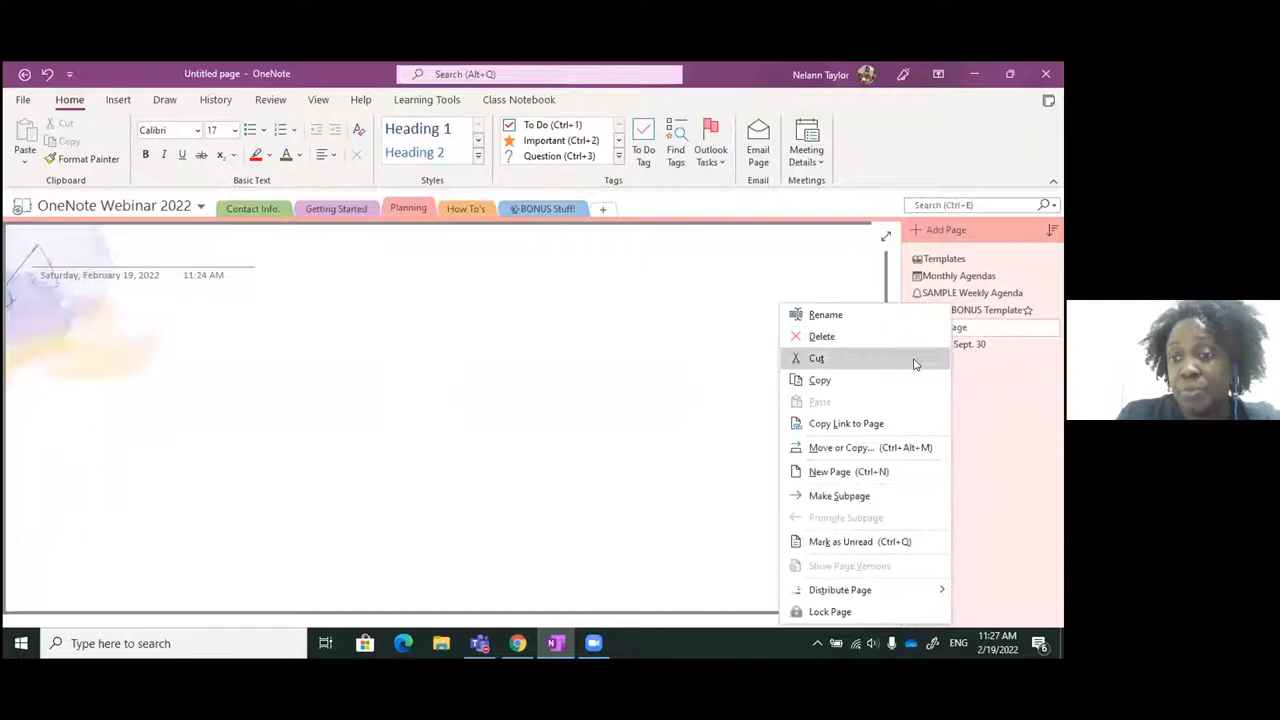 Untitled page - OneNote
Search (Alt+Q)
Nelann Taylor
File Home Insert Draw History Review View Help Learning Tools Class Notebook
Paste
Cut
Copy
Format Painter
Clipboard
Calibri 17
B I U ab x₂ A
Basic Text
Heading 1
Heading 2
Styles
To Do (Ctrl+1)
Important (Ctrl+2)
Question (Ctrl+3)
To Do
Tag
Find
Tags
Outlook
Tasks
Tags
Email
Page
Email
Meeting
Details
Meetings
OneNote Webinar 2022
Contact Info. Getting Started Planning How To's BONUS Stuff!
Search (Ctrl+E)
Saturday, February 19, 2022 11:24 AM
Add Page
Templates
Monthly Agendas
SAMPLE Weekly Agenda
BONUS Template
age
Sept. 30
Rename
Delete
Cut
Copy
Paste
Copy Link to Page
Move or Copy... (Ctrl+Alt+M)
New Page (Ctrl+N)
Make Subpage
Promote Subpage
Mark as Unread (Ctrl+Q)
Show Page Versions
Distribute Page
Lock Page
Type here to search
ENG
11:27 AM
2/19/2022
6